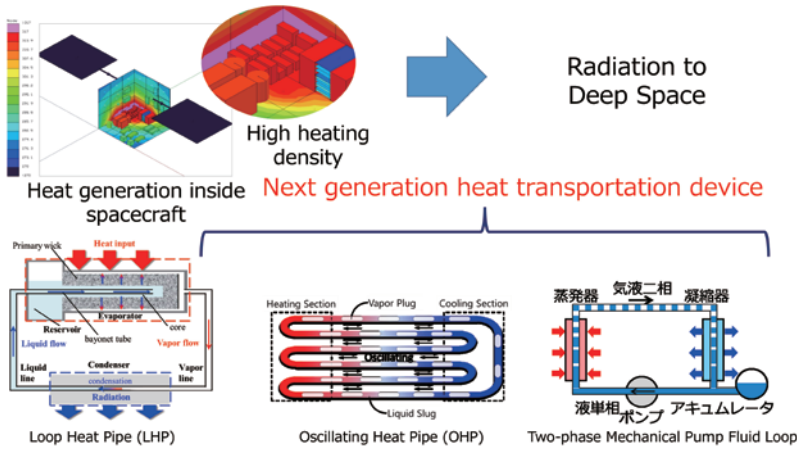 High heating
density
Radiation to
Deep Space
Heat generation inside
spacecraft
Next generation heat transportation device
Primary wick
Heat input
Evaporator
Reservoir
bayonet tube
core
Liquid flow
Vapor flow
Liquid
line
Condenser
condensation
Radiation
Vapor
line
Loop Heat Pipe (LHP)
Heating Section
Vapor Plug
Cooling Section
Oscillating
Liquid Slug
Oscillating Heat Pipe (OHP)
蒸発器
気液二相
凝縮器
液単相
ポンプ
アキュムレータ
Two-phase Mechanical Pump Fluid Loop